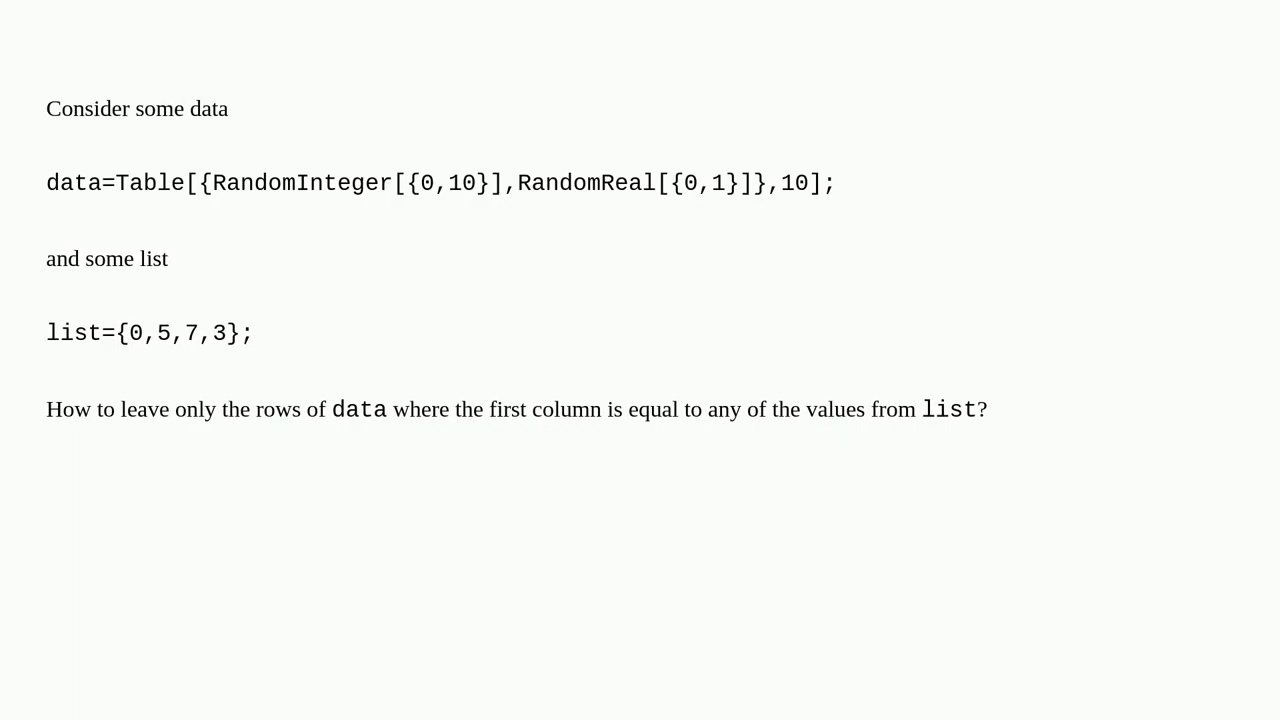 Consider some data
data=Table[{RandomInteger[{0,10}],RandomReal[{0,1}]},10];
and some list
list={0,5,7,3};
How to leave only the rows of data where the first column is equal to any of the values from list?